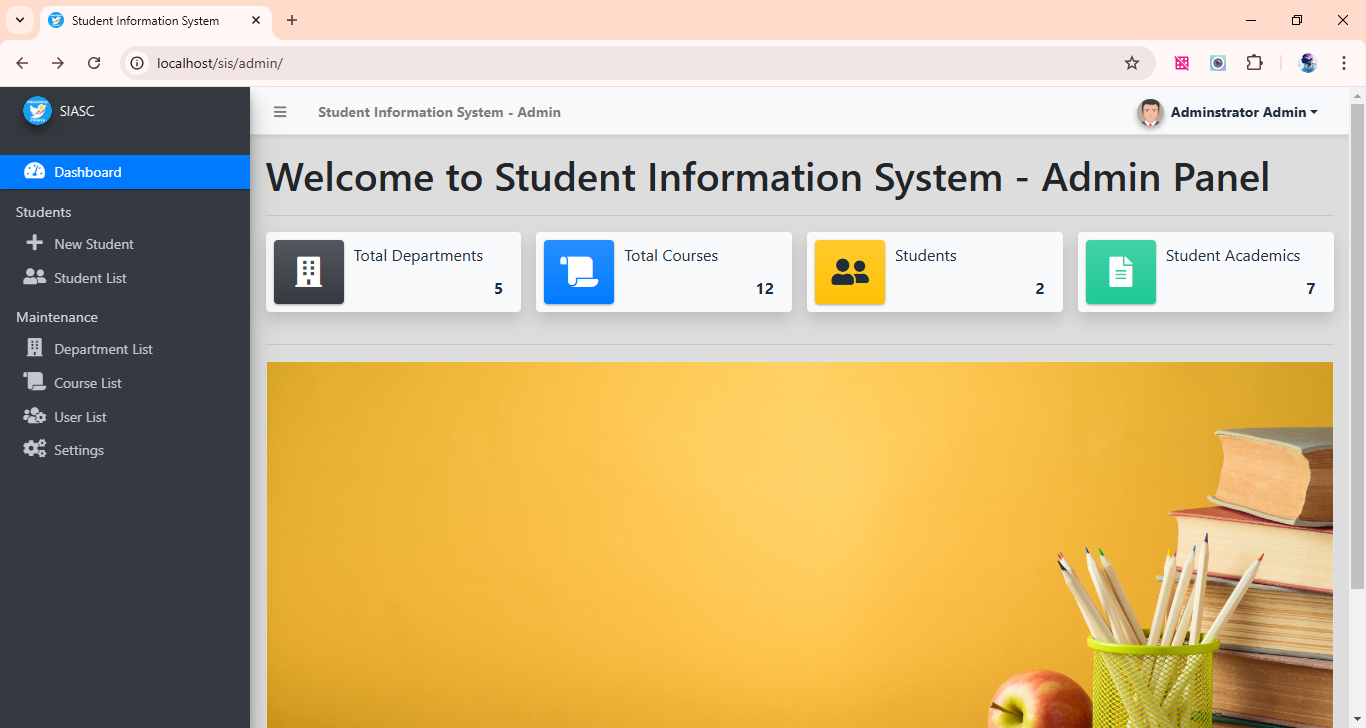 Student Information System
localhost/sis/admin/
SIASC
Student Information System - Admin
Adminstrator Admin
Dashboard
Students
New Student
Student List
Maintenance
Department List
Course List
User List
Settings
Welcome to Student Information System - Admin Panel
Total Departments
5
Total Courses
12
Students
2
Student Academics
7